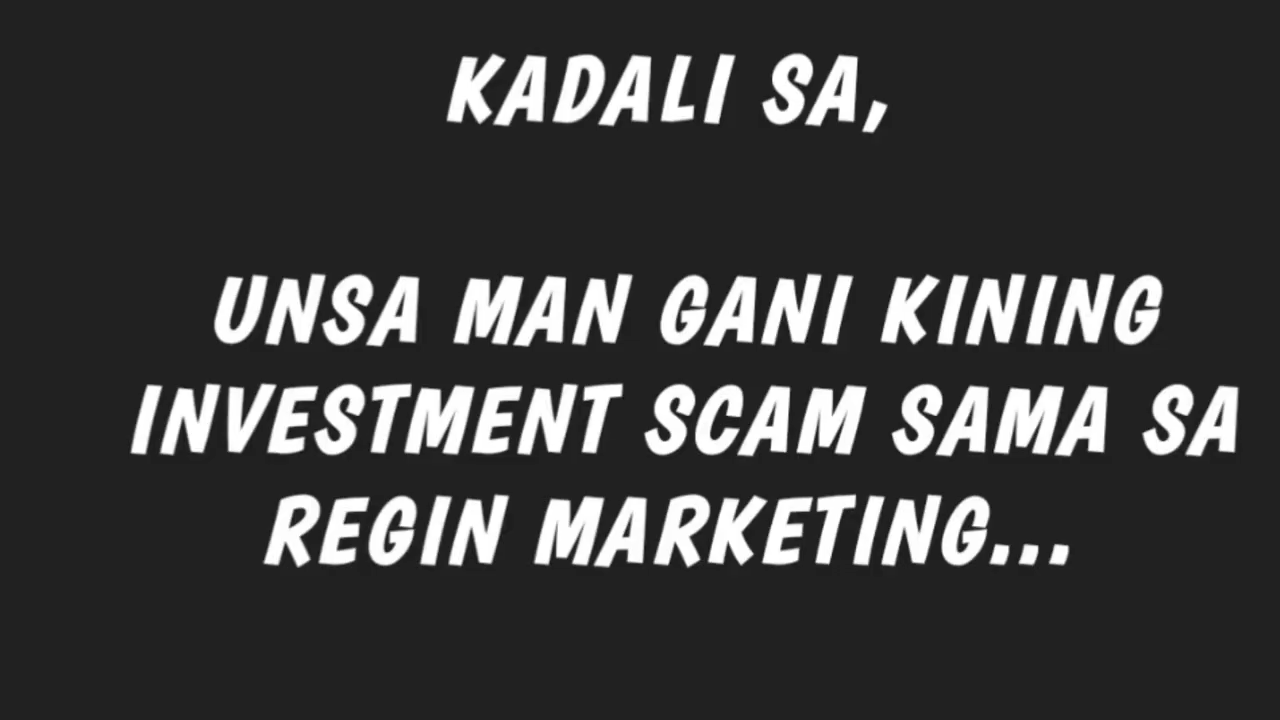 KADALI SA,
UNSA MAN GANI KINING
INVESTMENT SCAM SAMA SA
REGIN MARKETING...